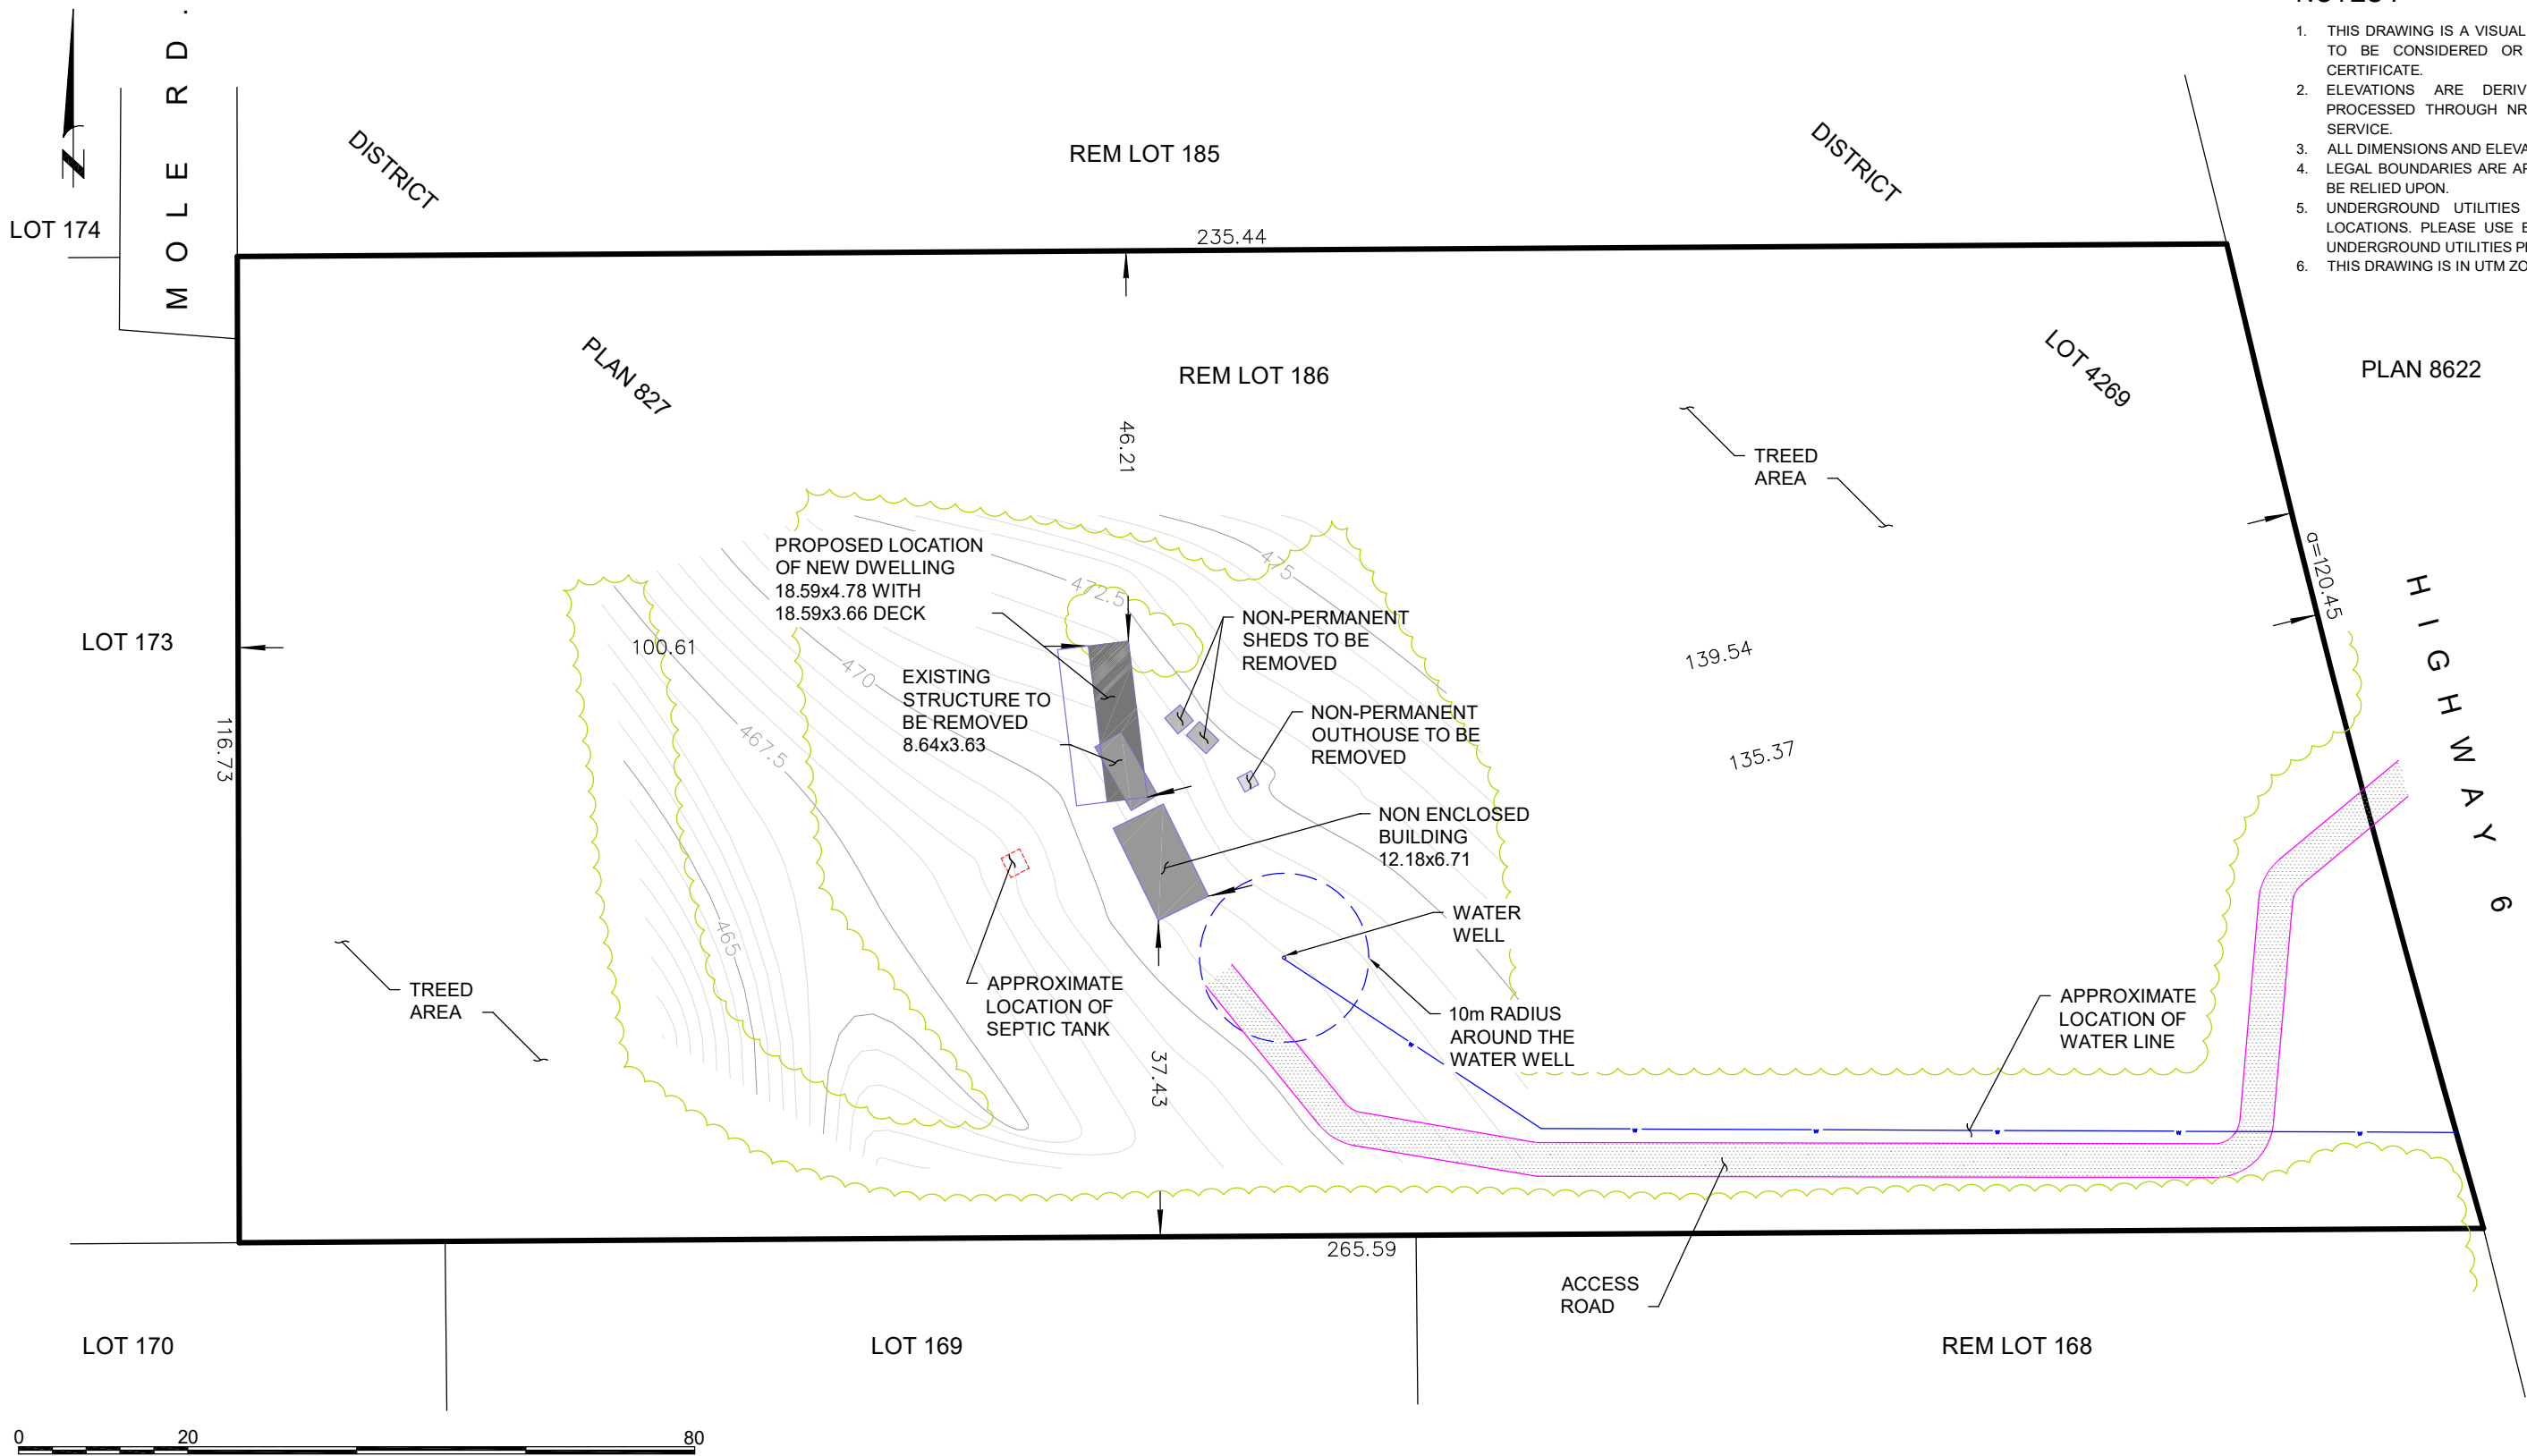 MOLE RD.
N
LOT 174
DISTRICT
REM LOT 185
DISTRICT
235.44
1. THIS DRAWING IS A VISUAL
TO BE CONSIDERED OR
CERTIFICATE.
2. ELEVATIONS ARE
PROCESSED THROUGH
SERVICE.
3. ALL DIMENSIONS AND
4. LEGAL BOUNDARIES ARE
BE RELIED UPON.
5. UNDERGROUND UTILITIES
LOCATIONS. PLEASE USE
UNDERGROUND UTILITIES
6. THIS DRAWING IS IN UTM
PLAN 827
REM LOT 186
LOT 4269
PLAN 8622
46.21
TREED
AREA
PROPOSED LOCATION
OF NEW DWELLING
18.59x4.78 WITH
18.59x3.66 DECK
475
472.5
a=120.45
HIGHWAY 6
LOT 173
100.61
NON-PERMANENT
SHEDS TO BE
REMOVED
139.54
470
EXISTING
STRUCTURE TO
BE REMOVED
8.64x3.63
NON-PERMANENT
OUTHOUSE TO BE
REMOVED
135.37
116.73
467.5
NON ENCLOSED
BUILDING
12.18x6.71
465
WATER
WELL
TREED
AREA
APPROXIMATE
LOCATION OF
SEPTIC TANK
10m RADIUS
AROUND THE
WATER WELL
APPROXIMATE
LOCATION OF
WATER LINE
37.43
W
W
W
W
W
W
265.59
ACCESS
ROAD
LOT 170
LOT 169
REM LOT 168
0 20 80